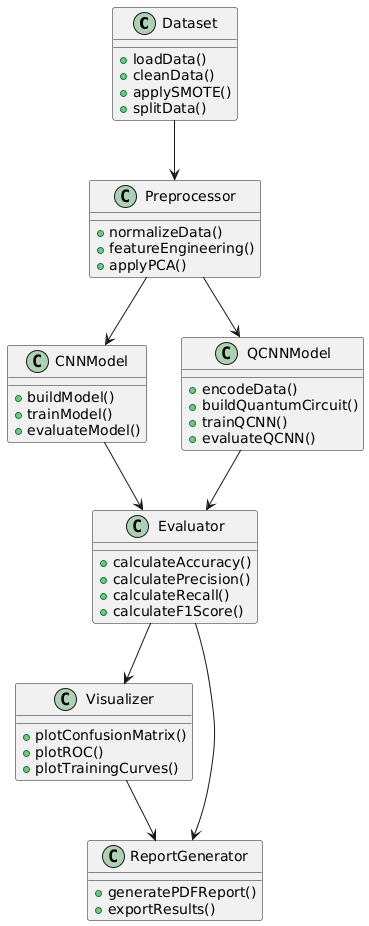 C Dataset
loadData()
cleanData()
applySMOTE()
splitData()
C Preprocessor
normalizeData()
featureEngineering()
applyPCA()
C CNNModel
buildModel()
trainModel()
evaluateModel()
C QCNNModel
encodeData()
buildQuantumCircuit()
trainQCNN()
evaluateQCNN()
C Evaluator
calculateAccuracy()
calculatePrecision()
calculateRecall()
calculateF1Score()
C Visualizer
plotConfusionMatrix()
plotROC()
plotTrainingCurves()
C ReportGenerator
generatePDFReport()
exportResults()